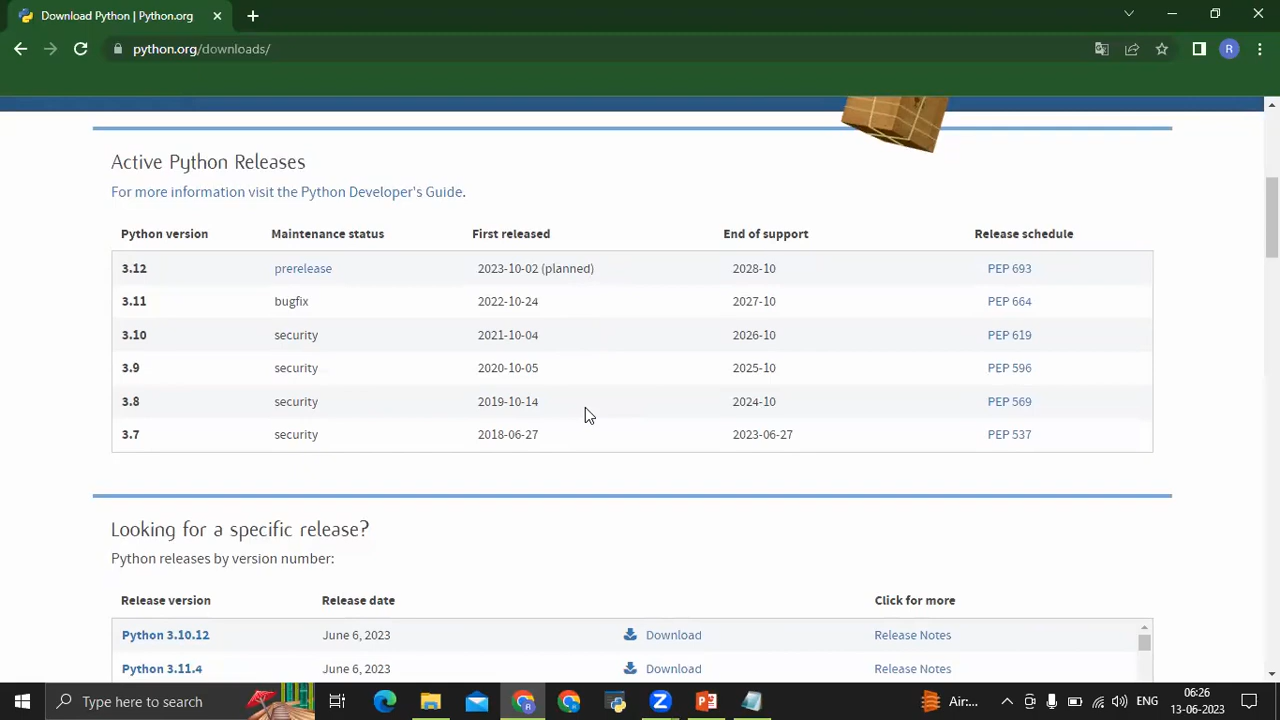 Download Python | Python.org
python.org/downloads/
R
Active Python Releases
For more information visit the Python Developer's Guide.
Python version Maintenance status First released End of support Release schedule
3.12 prerelease 2023-10-02 (planned) 2028-10 PEP 693
3.11 bugfix 2022-10-24 2027-10 PEP 664
3.10 security 2021-10-04 2026-10 PEP 619
3.9 security 2020-10-05 2025-10 PEP 596
3.8 security 2019-10-14 2024-10 PEP 569
3.7 security 2018-06-27 2023-06-27 PEP 537
Looking for a specific release?
Python releases by version number:
Release version Release date Click for more
Python 3.10.12 June 6, 2023 Download Release Notes
Python 3.11.4 June 6, 2023 Download Release Notes
Type here to search Air... ENG 06:26
13-06-2023